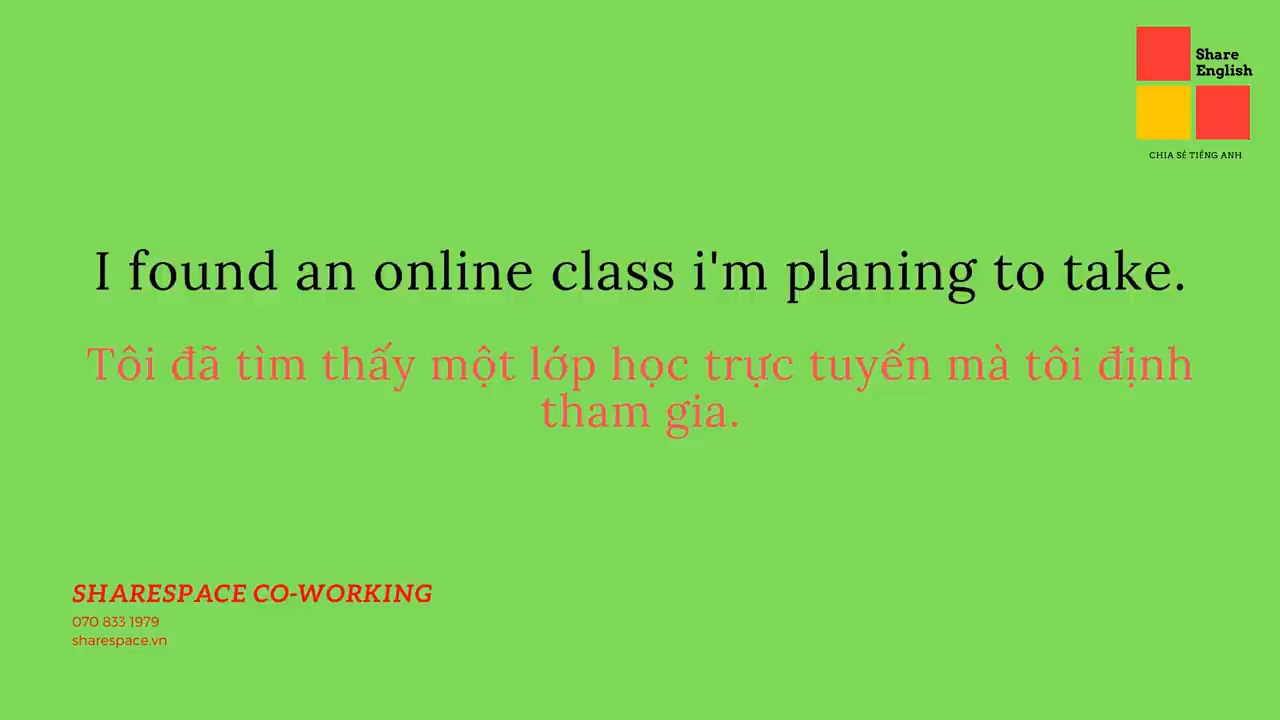 Share
English
CHIA SẺ TIẾNG ANH
I found an online class i'm planing to take.
Tôi đã tìm thấy một lớp học trực tuyến mà tôi định
tham gia.
SHARESPACE CO-WORKING
070 833 1979
sharespace.vn